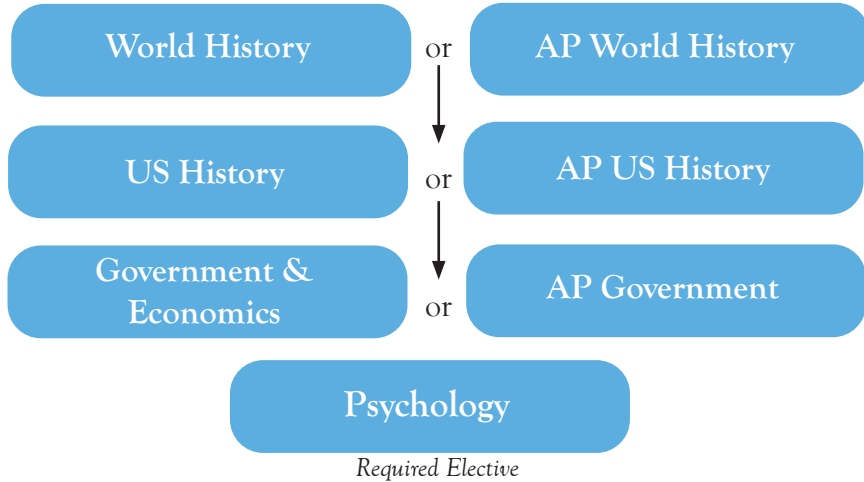 World History or AP World History
US History or AP US History
Government &
Economics or AP Government
Psychology
Required Elective